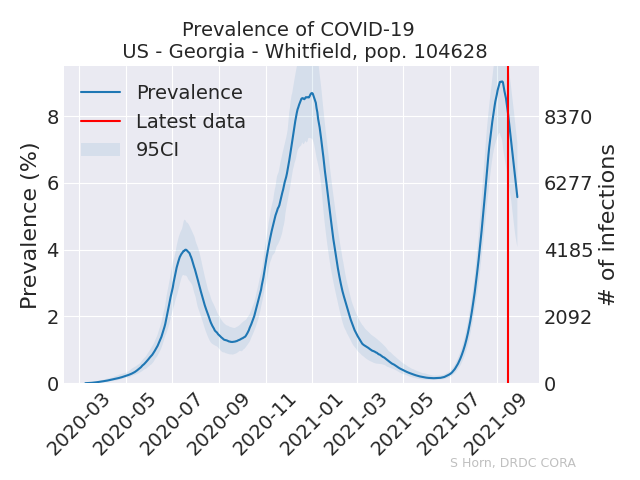 Prevalence of COVID-19
US - Georgia - Whitfield, pop. 104628
Prevalence
Latest data
95CI
Prevalence (%)
8
6
4
2
0
8370
6277
4185
2092
0
# of infections
2020-03
2020-05
2020-07
2020-09
2020-11
2021-01
2021-03
2021-05
2021-07
2021-09
S Horn, DRDC CORA